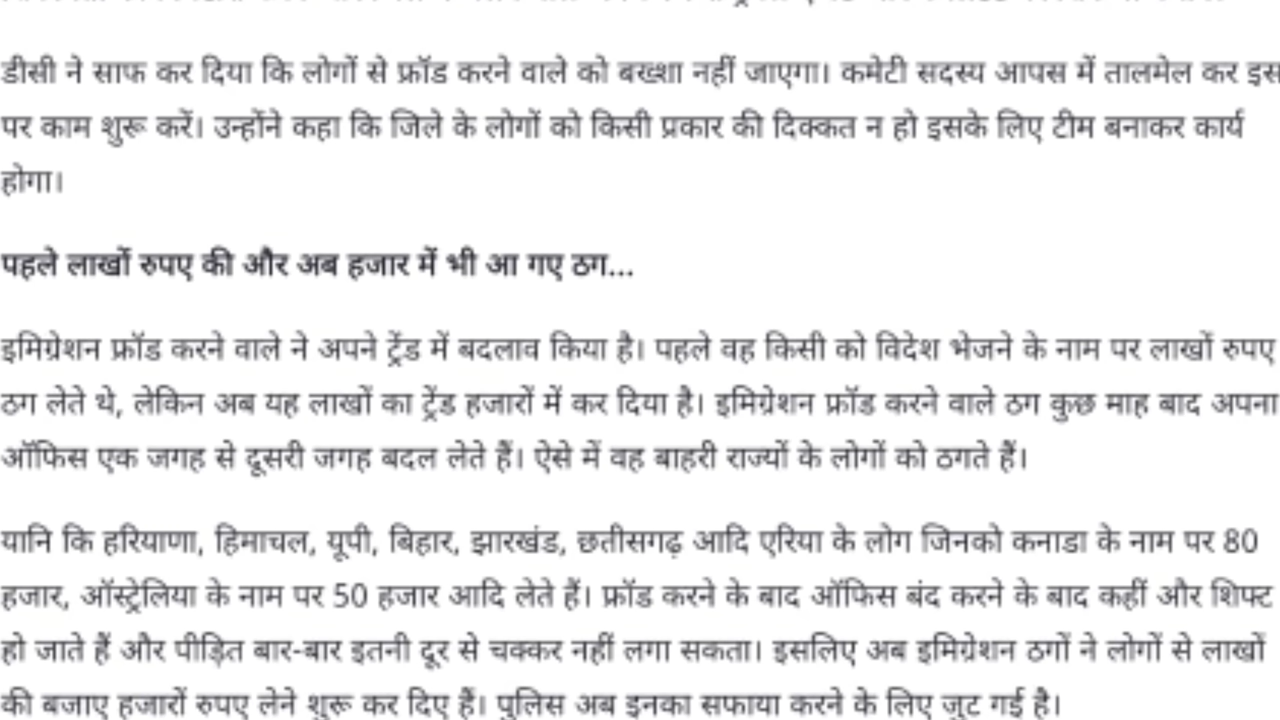 डीसी ने साफ कर दिया कि लोगों से फ्रॉड करने वाले को बख्शा नहीं जाएगा। कमेटी सदस्य आपस में तालमेल कर इस
पर काम शुरू करें। उन्होंने कहा कि जिले के लोगों को किसी प्रकार की दिक्कत न हो इसके लिए टीम बनाकर कार्य
होगा।
पहले लाखों रुपए की और अब हजार में भी आ गए ठग...
इमिग्रेशन फ्रॉड करने वाले ने अपने ट्रेंड में बदलाव किया है। पहले वह किसी को विदेश भेजने के नाम पर लाखों रुपए
ठग लेते थे, लेकिन अब यह लाखों का ट्रेंड हजारों में कर दिया है। इमिग्रेशन फ्रॉड करने वाले ठग कुछ माह बाद अपना
ऑफिस एक जगह से दूसरी जगह बदल लेते हैं। ऐसे में वह बाहरी राज्यों के लोगों को ठगते हैं।
यानि कि हरियाणा, हिमाचल, यूपी, बिहार, झारखंड, छतीसगढ़ आदि एरिया के लोग जिनको कनाडा के नाम पर 80
हजार, ऑस्ट्रेलिया के नाम पर 50 हजार आदि लेते हैं। फ्रॉड करने के बाद ऑफिस बंद करने के बाद कहीं और शिफ्ट
हो जाते हैं और पीड़ित बार-बार इतनी दूर से चक्कर नहीं लगा सकता। इसलिए अब इमिग्रेशन ठगों ने लोगों से लाखों
की बजाए हजारों रुपए लेने शुरू कर दिए हैं। पुलिस अब इनका सफाया करने के लिए जुट गई है।